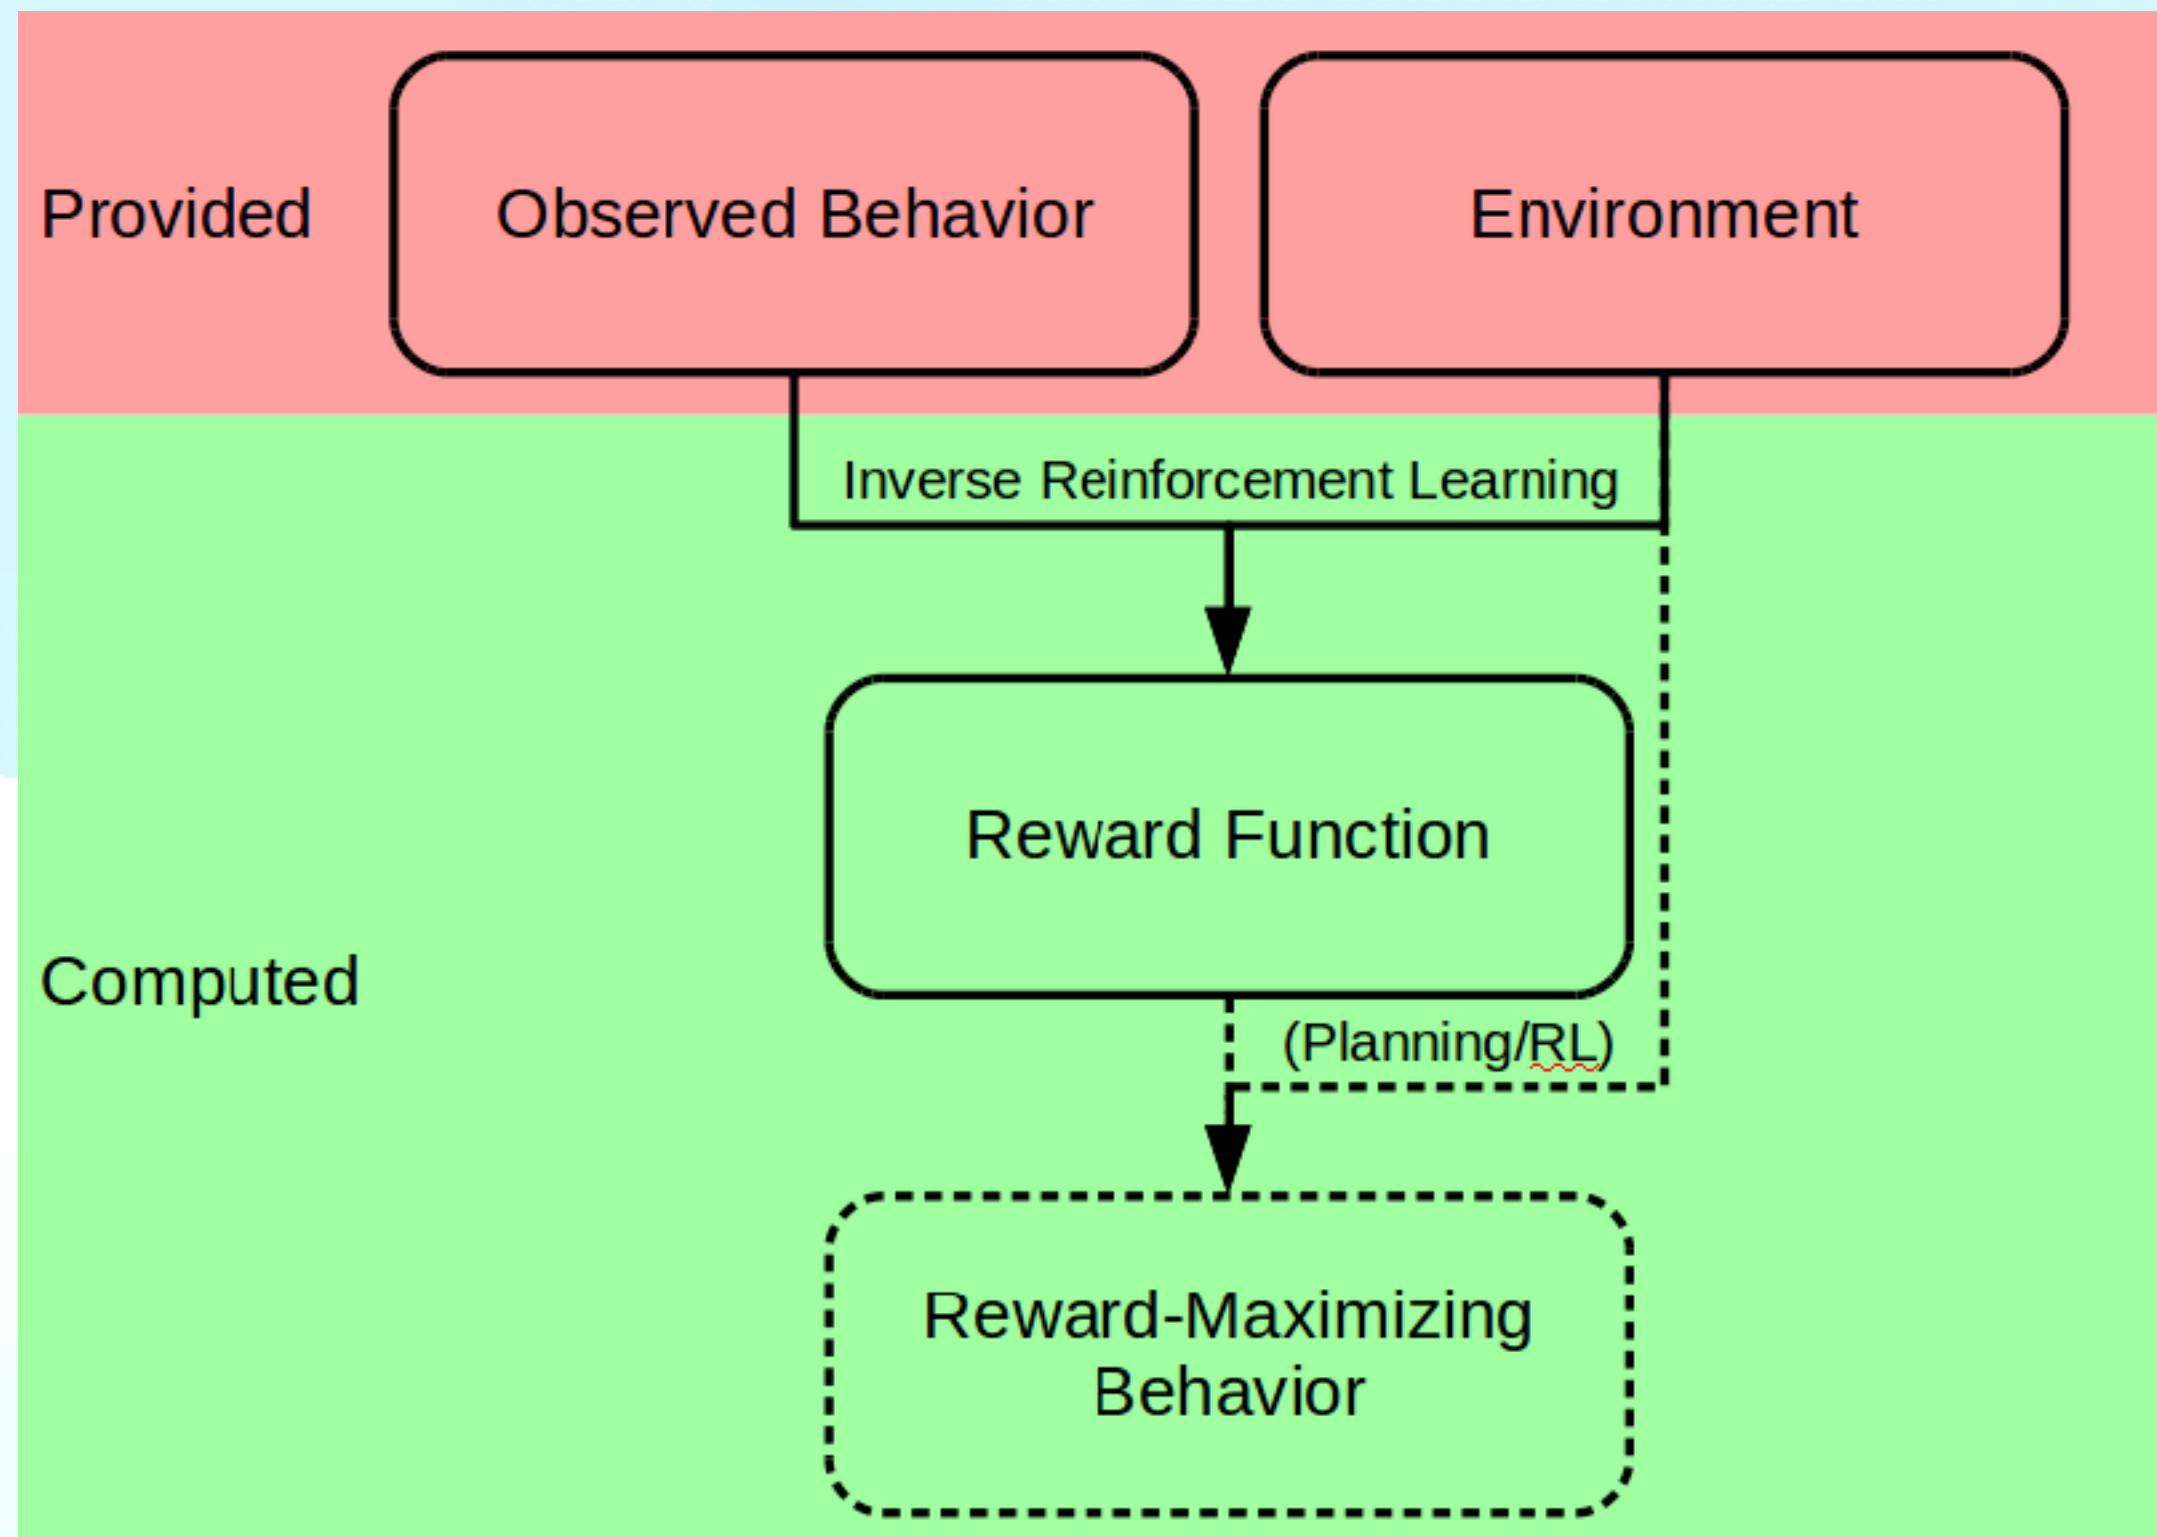 Provided
Observed Behavior
Environment
Inverse Reinforcement Learning
Reward Function
Computed
(Planning/RL)
Reward-Maximizing
Behavior